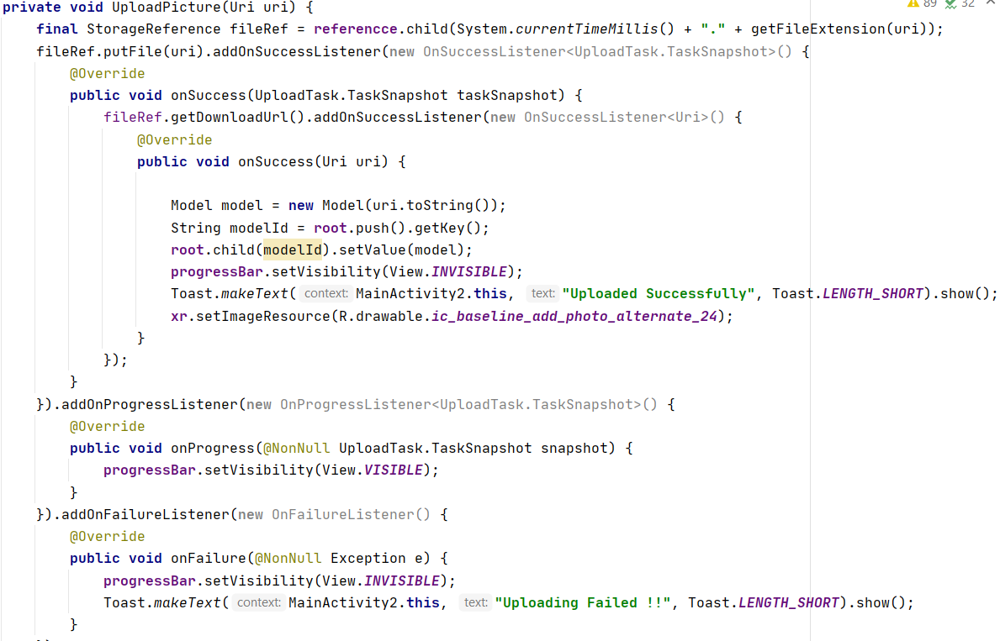 private void UploadPicture(Uri uri) {
89 32
final StorageReference fileRef = referencce.child(System.currentTimeMillis() + "." + getFileExtension(uri));
fileRef.putFile(uri).addOnSuccessListener(new OnSuccessListener<UploadTask.TaskSnapshot>() {
@Override
public void onSuccess(UploadTask.TaskSnapshot taskSnapshot) {
fileRef.getDownloadUrl().addOnSuccessListener(new OnSuccessListener<Uri>() {
@Override
public void onSuccess(Uri uri) {
Model model = new Model(uri.toString());
String modelId = root.push().getKey();
root.child(modelId).setValue(model);
progressBar.setVisibility(View.INVISIBLE);
Toast.makeText( context: MainActivity2.this, text: "Uploaded Successfully", Toast.LENGTH_SHORT).show();
xr.setImageResource(R.drawable.ic_baseline_add_photo_alternate_24);
}
});
}
}).addOnProgressListener(new OnProgressListener<UploadTask.TaskSnapshot>() {
@Override
public void onProgress(@NonNull UploadTask.TaskSnapshot snapshot) {
progressBar.setVisibility(View.VISIBLE);
}
}).addOnFailureListener(new OnFailureListener() {
@Override
public void onFailure(@NonNull Exception e) {
progressBar.setVisibility(View.INVISIBLE);
Toast.makeText( context: MainActivity2.this, text: "Uploading Failed !!", Toast.LENGTH_SHORT).show();
}